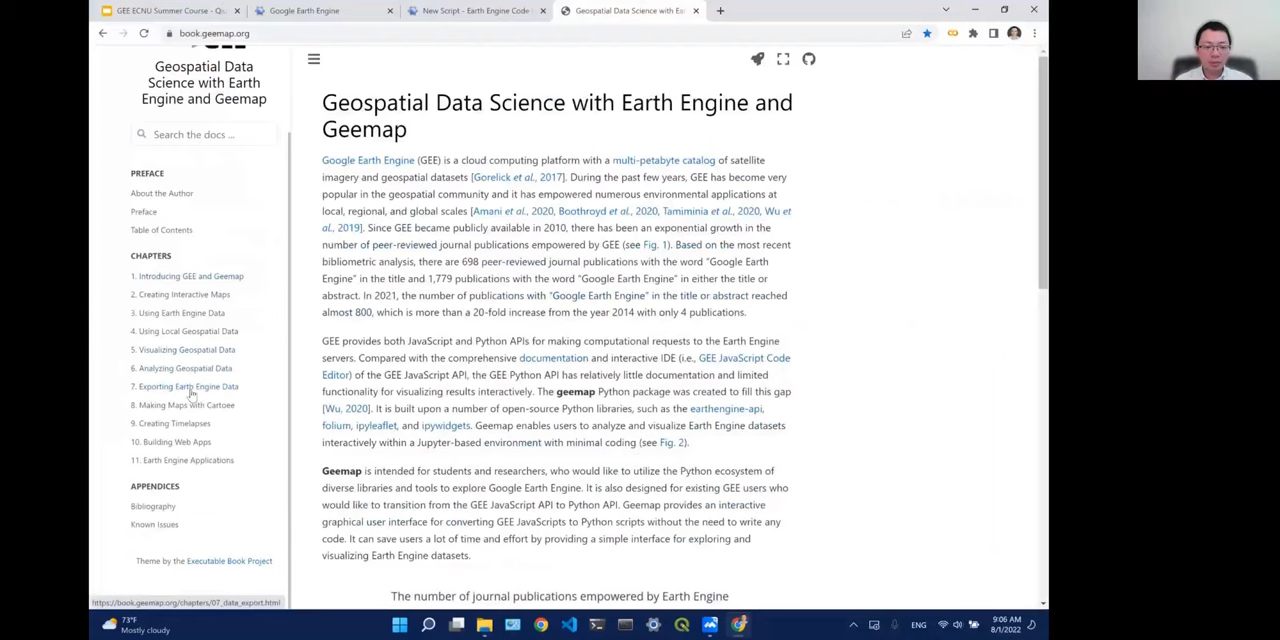 GEE ECNU Summer Course - Qiu
Google Earth Engine
New Script - Earth Engine Code
Geospatial Data Science with Ear
book.geemap.org
Geospatial Data
Science with Earth
Engine and Geemap
Search the docs ...
PREFACE
About the Author
Preface
Table of Contents
CHAPTERS
1. Introducing GEE and Geemap
2. Creating Interactive Maps
3. Using Earth Engine Data
4. Using Local Geospatial Data
5. Visualizing Geospatial Data
6. Analyzing Geospatial Data
7. Exporting Earth Engine Data
8. Making Maps with Cartoee
9. Creating Timelapses
10. Building Web Apps
11. Earth Engine Applications
APPENDICES
Bibliography
Known Issues
Theme by the Executable Book Project
Geospatial Data Science with Earth Engine and
Geemap
Google Earth Engine (GEE) is a cloud computing platform with a multi-petabyte catalog of satellite
imagery and geospatial datasets [Gorelick et al., 2017]. During the past few years, GEE has become very
popular in the geospatial community and it has empowered numerous environmental applications at
local, regional, and global scales [Amani et al., 2020, Boothroyd et al., 2020, Tamiminia et al., 2020, Wu et
al., 2019]. Since GEE became publicly available in 2010, there has been an exponential growth in the
number of peer-reviewed journal publications empowered by GEE (see Fig. 1). Based on the most recent
bibliometric analysis, there are 698 peer-reviewed journal publications with the word "Google Earth
Engine" in the title and 1,779 publications with the word "Google Earth Engine" in either the title or
abstract. In 2021, the number of publications with "Google Earth Engine" in the title or abstract reached
almost 800, which is more than a 20-fold increase from the year 2014 with only 4 publications.
GEE provides both JavaScript and Python APIs for making computational requests to the Earth Engine
servers. Compared with the comprehensive documentation and interactive IDE (i.e., GEE JavaScript Code
Editor) of the GEE JavaScript API, the GEE Python API has relatively little documentation and limited
functionality for visualizing results interactively. The geemap Python package was created to fill this gap
[Wu, 2020]. It is built upon a number of open-source Python libraries, such as the earthengine-api,
folium, ipyleaflet, and ipywidgets. Geemap enables users to analyze and visualize Earth Engine datasets
interactively within a Jupyter-based environment with minimal coding (see Fig. 2).
Geemap is intended for students and researchers, who would like to utilize the Python ecosystem of
diverse libraries and tools to explore Google Earth Engine. It is also designed for existing GEE users who
would like to transition from the GEE JavaScript API to Python API. Geemap provides an interactive
graphical user interface for converting GEE JavaScripts to Python scripts without the need to write any
code. It can save users a lot of time and effort by providing a simple interface for exploring and
visualizing Earth Engine datasets.
The number of journal publications empowered by Earth Engine
https://book.geemap.org/chapters/07_data_export.html
73°F
Mostly cloudy
ENG
9:06 AM
8/1/2022